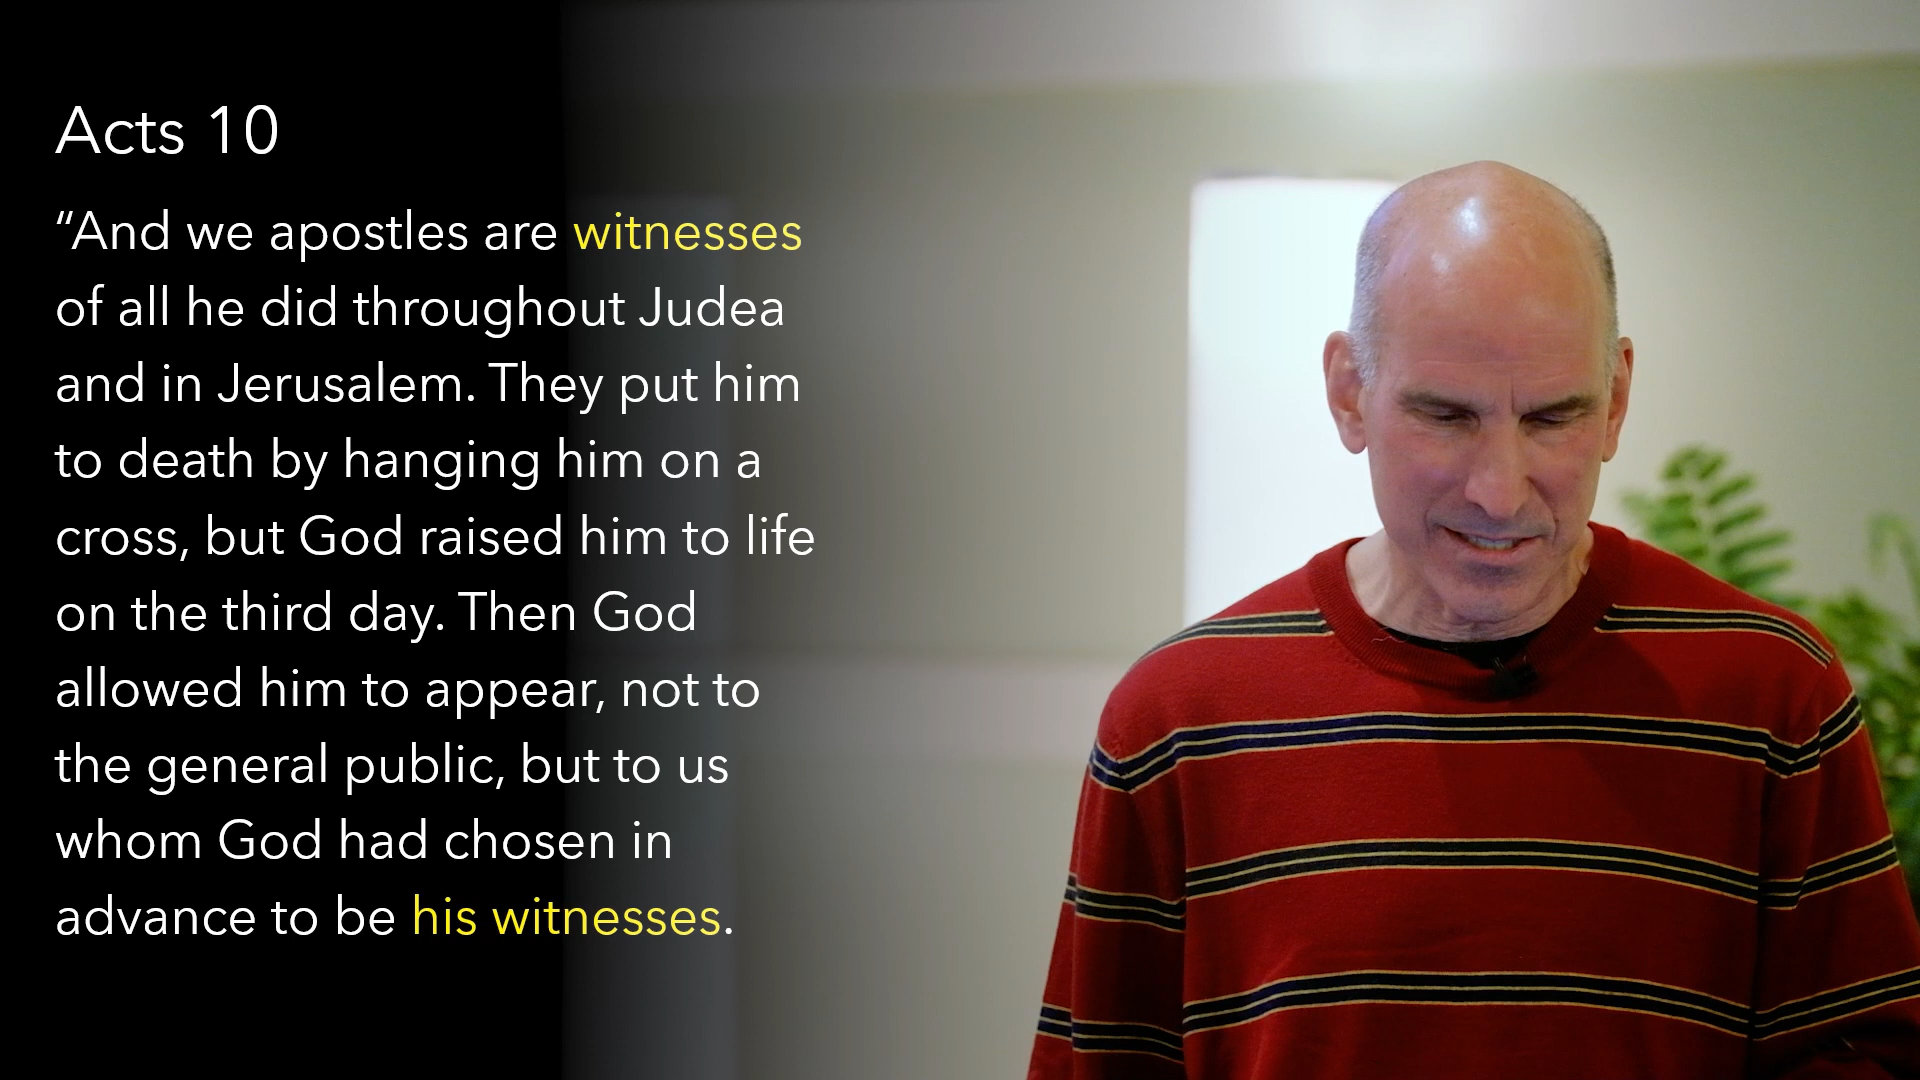 Acts 10
“And we apostles are witnesses
of all he did throughout Judea
and in Jerusalem. They put him
to death by hanging him on a
cross, but God raised him to life
on the third day. Then God
allowed him to appear, not to
the general public, but to us
whom God had chosen in
advance to be his witnesses.